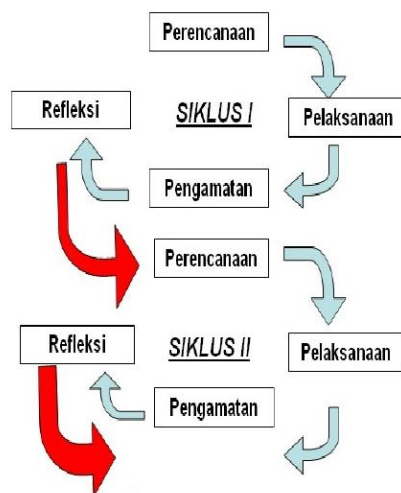 Perencanaan
Refleksi
SIKLUS I
Pelaksanaan
Pengamatan
Perencanaan
Refleksi
SIKLUS II
Pelaksanaan
Pengamatan